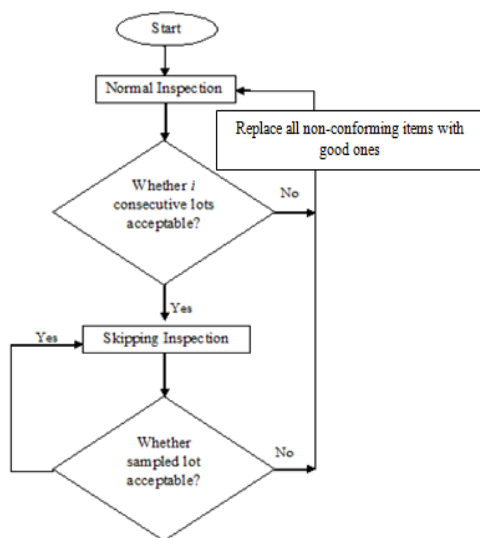 Start
Normal Inspection
Replace all non-conforming items with
good ones
Whether i
consecutive lots
acceptable?
No
Yes
Yes
Skipping Inspection
Whether
sampled lot
acceptable?
No